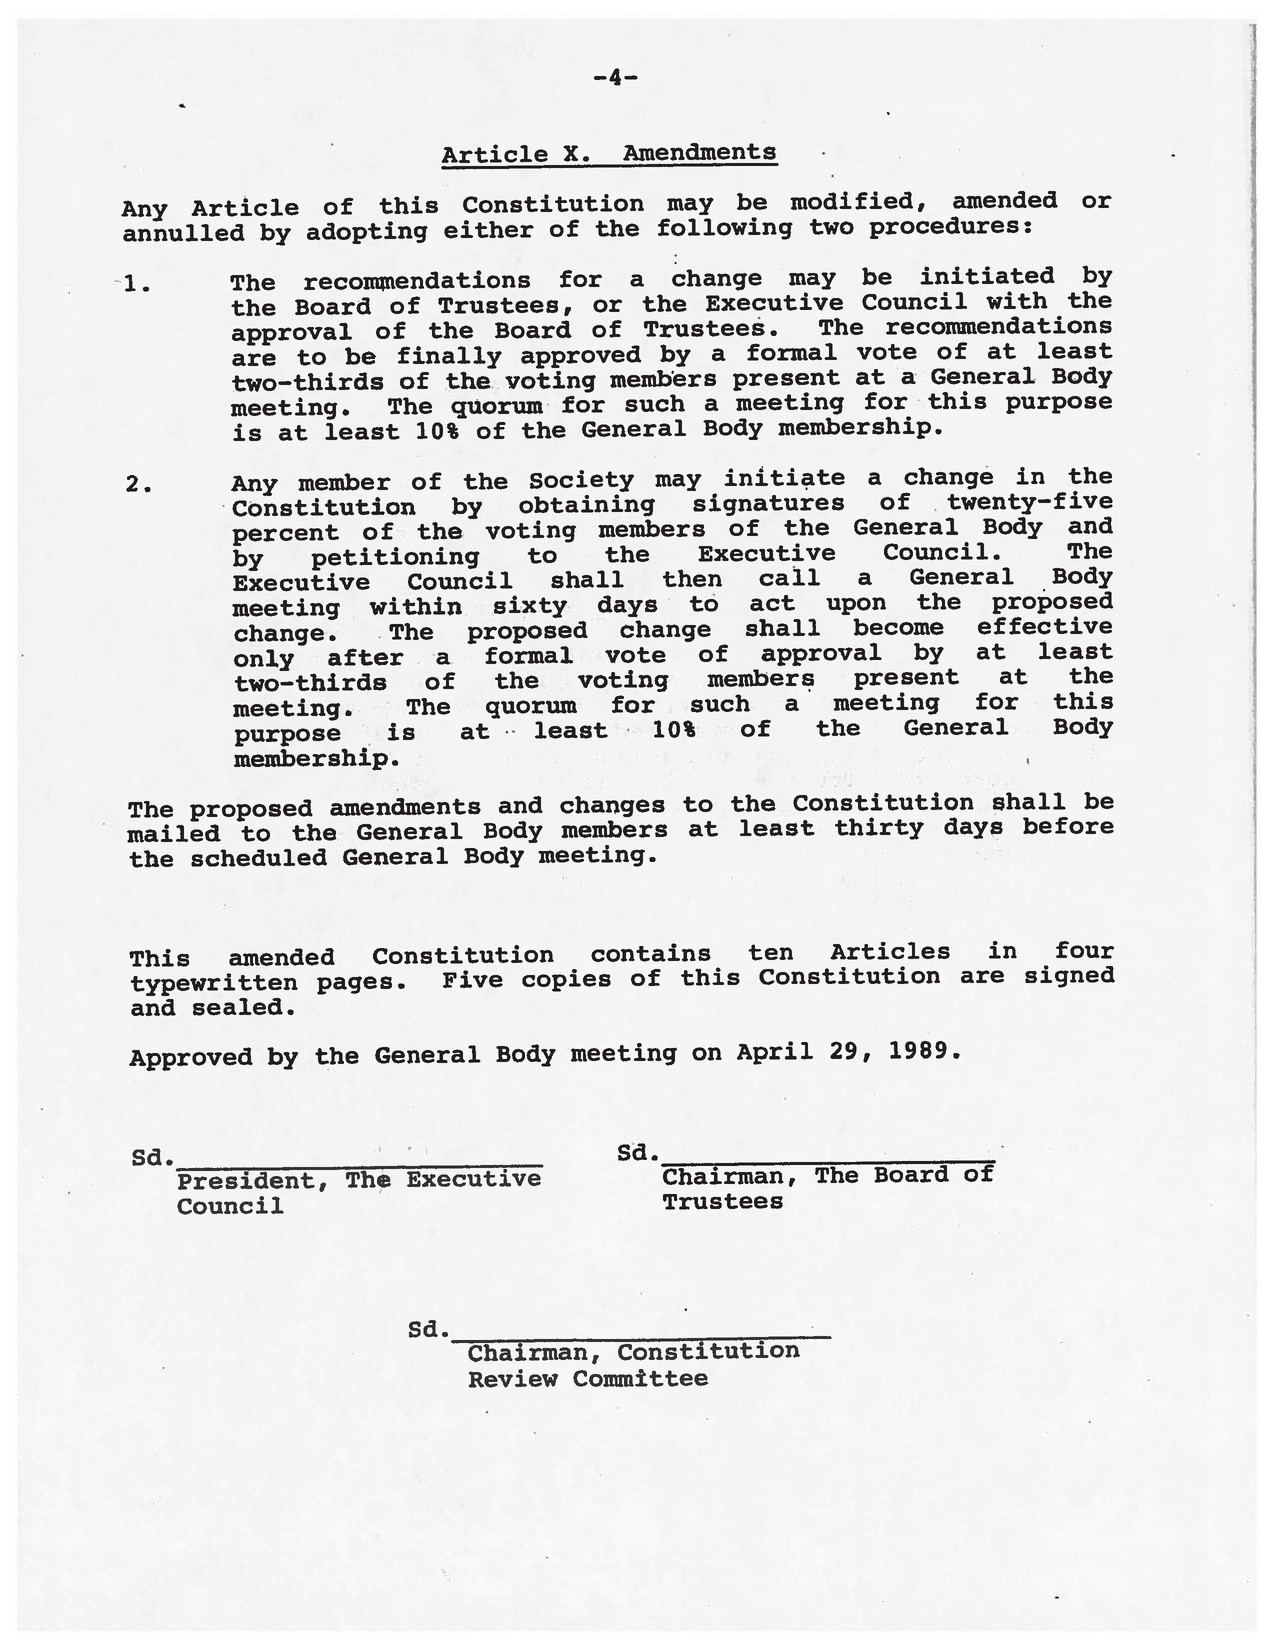 -4-
Article X. Amendments
Any Article of this Constitution may be modified, amended or
annulled by adopting either of the following two procedures:
1. The recommendations for a change may be initiated by
the Board of Trustees, or the Executive Council with the
approval of the Board of Trustees. The recommendations
are to be finally approved by a formal vote of at least
two-thirds of the voting members present at a General Body
meeting. The quorum for such a meeting for this purpose
is at least 10% of the General Body membership.
2. Any member of the Society may initiate a change in the
Constitution by obtaining signatures of twenty-five
percent of the voting members of the General Body and
by petitioning to the Executive Council. The
Executive Council shall then call a General Body
meeting within sixty days to act upon the proposed
change. The proposed change shall become effective
only after a formal vote of approval by at least
two-thirds of the voting members present at the
meeting. The quorum for such a meeting for this
purpose is at least 10% of the General Body
membership.
The proposed amendments and changes to the Constitution shall be
mailed to the General Body members at least thirty days before
the scheduled General Body meeting.
This amended Constitution contains ten Articles in four
typewritten pages. Five copies of this Constitution are signed
and sealed.
Approved by the General Body meeting on April 29, 1989.
Sd.
President, The Executive
Council
Sd.
Chairman, The Board of
Trustees
Sd.
Chairman, Constitution
Review Committee